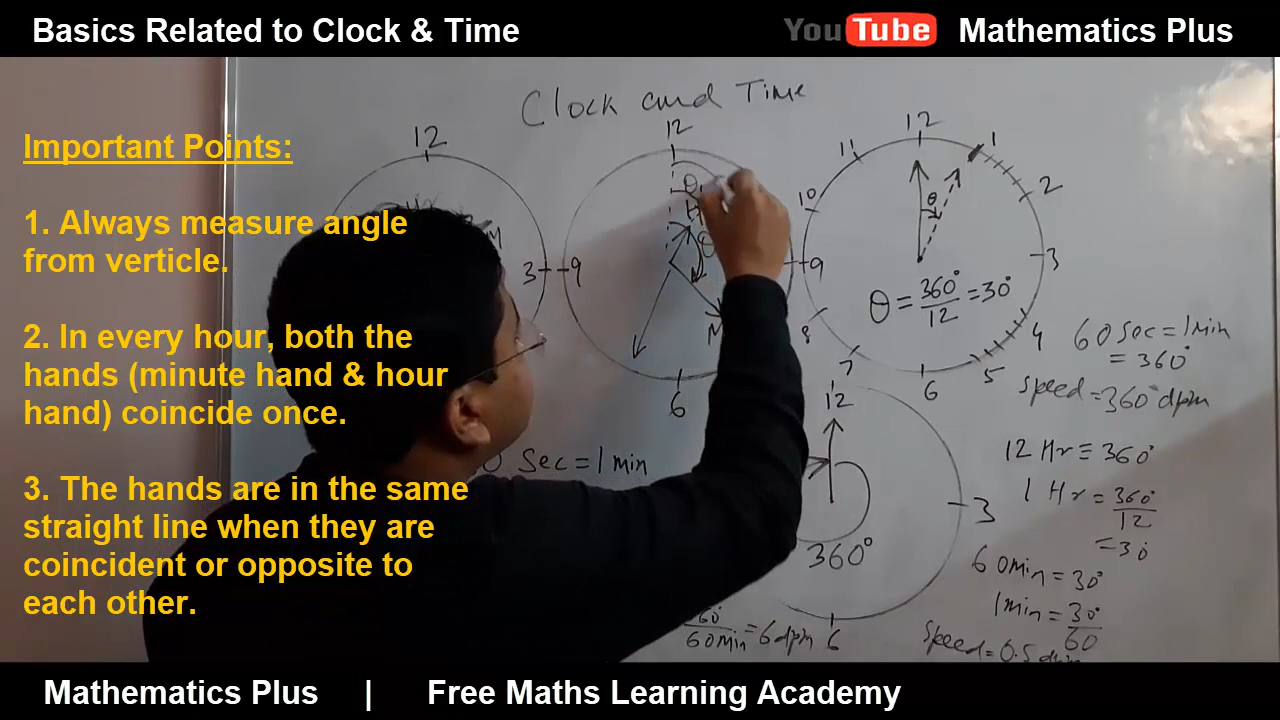 Basics Related to Clock & Time
YouTube Mathematics Plus
Important Points:
1. Always measure angle
from verticle.
2. In every hour, both the
hands (minute hand & hour
hand) coincide once.
3. The hands are in the same
straight line when they are
coincident or opposite to
each other.
Clock and Time
12
3
12
9
6
θ
H
θ
M
12
1
2
3
4
5
6
7
8
9
10
11
θ
θ = 360°/12 = 30°
60 Sec = 1 min
= 360°
Speed = 360° dpm
12 Hr ≡ 360°
1 Hr = 360°/12
= 30°
60 min = 30°
1 min = 30°/60
Speed = 0.5 dpm
Sec = 1 min
12
3
6
360°
60 min = 6 dpm
Mathematics Plus | Free Maths Learning Academy